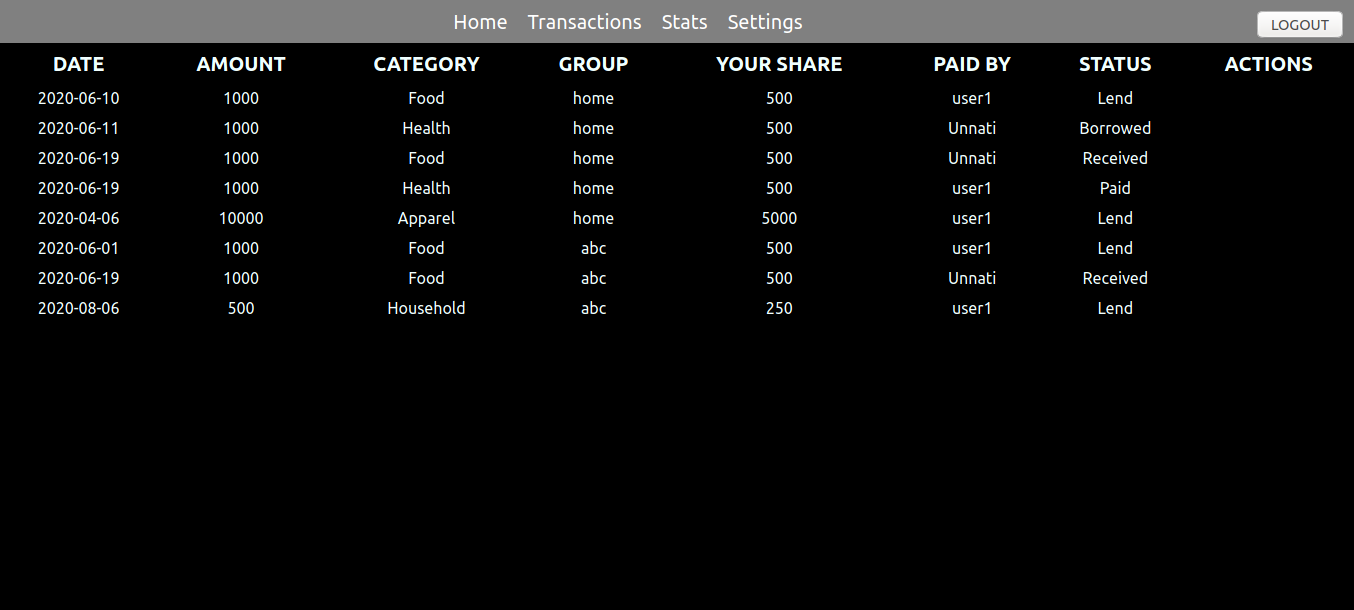 Home Transactions Stats Settings LOGOUT
DATE AMOUNT CATEGORY GROUP YOUR SHARE PAID BY STATUS ACTIONS
2020-06-10 1000 Food home 500 user1 Lend
2020-06-11 1000 Health home 500 Unnati Borrowed
2020-06-19 1000 Food home 500 Unnati Received
2020-06-19 1000 Health home 500 user1 Paid
2020-04-06 10000 Apparel home 5000 user1 Lend
2020-06-01 1000 Food abc 500 user1 Lend
2020-06-19 1000 Food abc 500 Unnati Received
2020-08-06 500 Household abc 250 user1 Lend